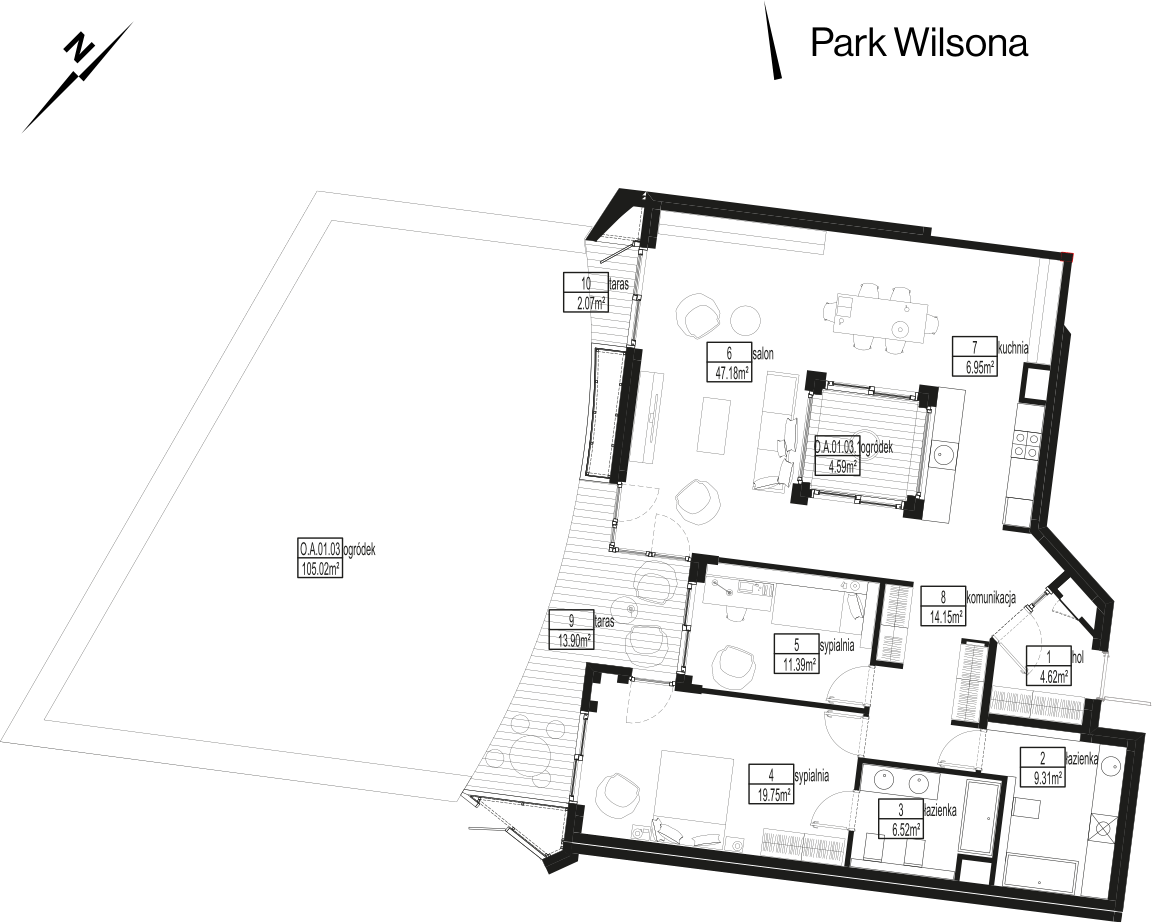 N
Park Wilsona
10 taras
2.07m²
6 salon
47.18m²
7 kuchnia
6.95m²
O.A.01.03.1 ogródek
4.59m²
O.A.01.03 ogródek
105.02m²
9 taras
13.90m²
8 komunikacja
14.15m²
5 sypialnia
11.39m²
1 hol
4.62m²
4 sypialnia
19.75m²
2 łazienka
9.31m²
3 łazienka
6.52m²